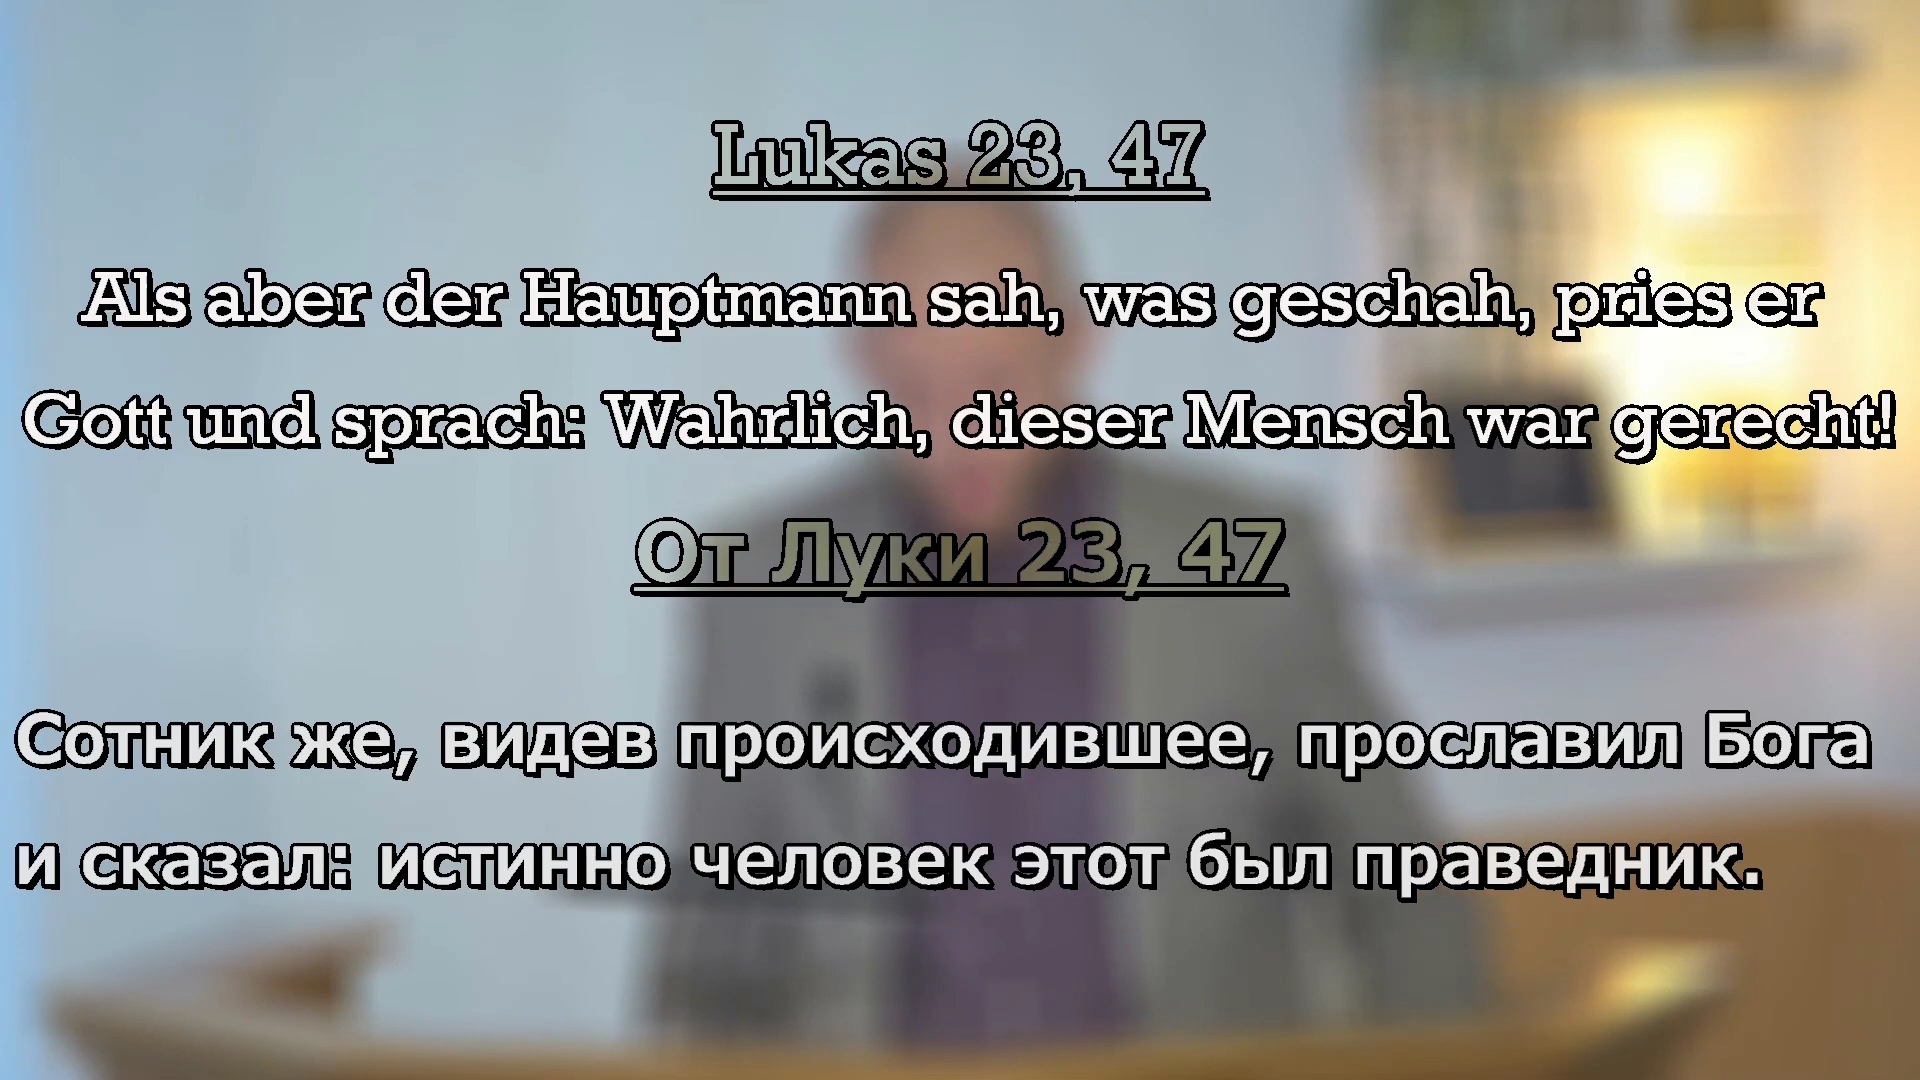 Lukas 23, 47
Als aber der Hauptmann sah, was geschah, pries er
Gott und sprach: Wahrlich, dieser Mensch war gerecht!
От Луки 23, 47
Сотник же, видев происходившее, прославил Бога
и сказал: истинно человек этот был праведник.